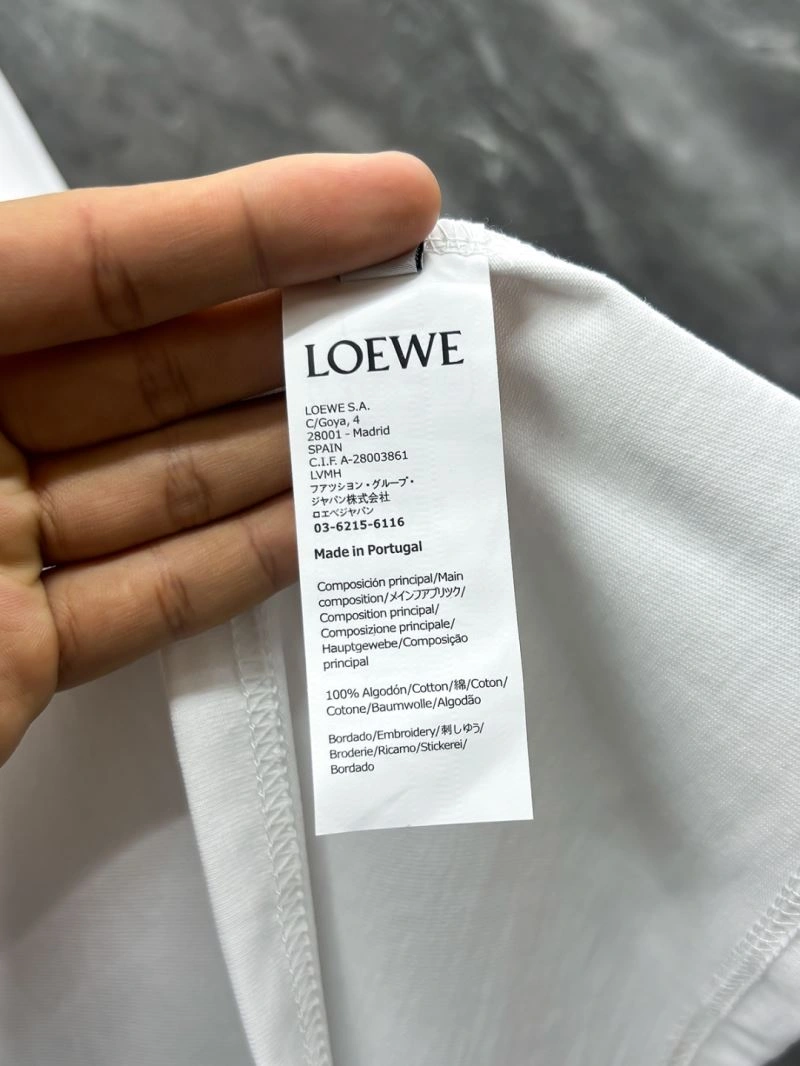 LOEWE
LOEWE S.A.
C/Goya, 4
28001 - Madrid
SPAIN
C.I.F. A-28003861
LVMH
ファツション・グループ・
ジャパン株式会社
ロエベジャパン
03-6215-6116
Made in Portugal
Composición principal/Main
composition/メインファブリック/
Composition principal/
Composizione principale/
Hauptgewebe/Composição
principal
100% Algodón/Cotton/綿/Coton/
Cotone/Baumwolle/Algodão
Bordado/Embroidery/刺しゆう/
Broderie/Ricamo/Stickerei/
Bordado